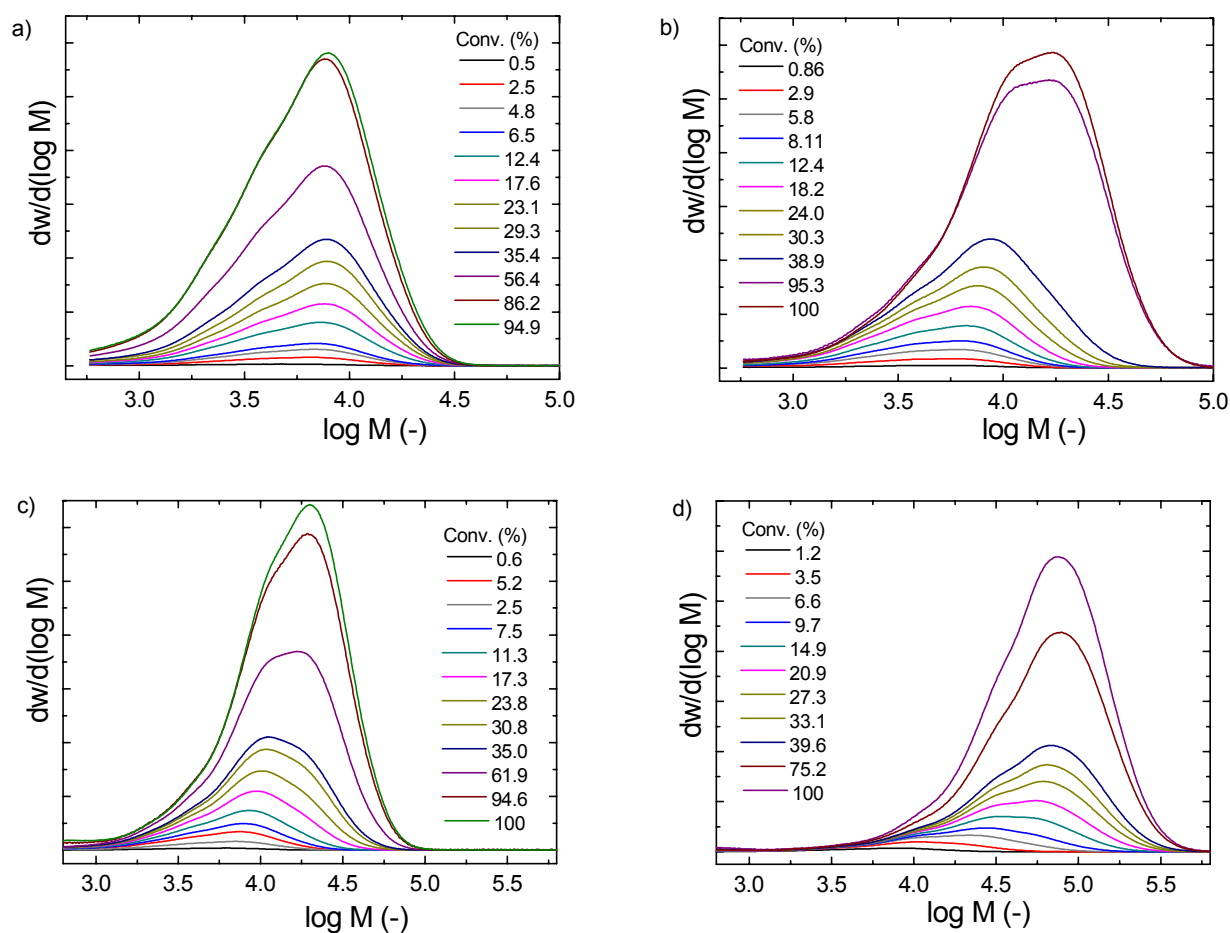 a)
Conv. (%)
0.5
2.5
4.8
6.5
12.4
17.6
23.1
29.3
35.4
56.4
86.2
94.9
dw/d(log M)
3.0 3.5 4.0 4.5 5.0
log M (-)
b)
Conv. (%)
0.86
2.9
5.8
8.11
12.4
18.2
24.0
30.3
38.9
95.3
100
dw/d(log M)
3.0 3.5 4.0 4.5 5.0
log M (-)
c)
Conv. (%)
0.6
5.2
2.5
7.5
11.3
17.3
23.8
30.8
35.0
61.9
94.6
100
dw/d(log M)
3.0 3.5 4.0 4.5 5.0 5.5
log M (-)
d)
Conv. (%)
1.2
3.5
6.6
9.7
14.9
20.9
27.3
33.1
39.6
75.2
100
dw/d(log M)
3.0 3.5 4.0 4.5 5.0 5.5
log M (-)